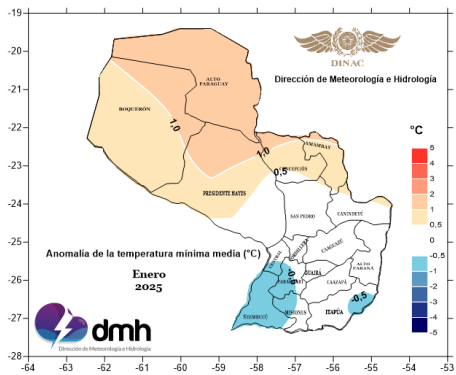 -19
-20
-21
-22
-23
-24
-25
-26
-27
-28
-64 -63 -62 -61 -60 -59 -58 -57 -56 -55 -54
DINAC
Dirección de Meteorología e Hidrología
ALTO
PARAGUAY
BOQUERÓN
1,0
1,0
AMAMBAY
CONCEPCIÓN
0,5
PRESIDENTE HAYES
SAN PEDRO
CANINDEYÚ
CORDILLERA
CAAGUAZÚ
CENTRAL
ALTO
PARANÁ
GUAIRÁ
PARAGUARÍ
CAAZAPÁ
ÑEEMBUCÚ
MISIONES
ITAPÚA
-0,5
°C
5
4
3
2
1
0,5
0
-0,5
-1
-2
-3
-4
-5
Anomalía de la temperatura mínima media (°C)
Enero
2025
dmh
Dirección de Meteorología e Hidrología